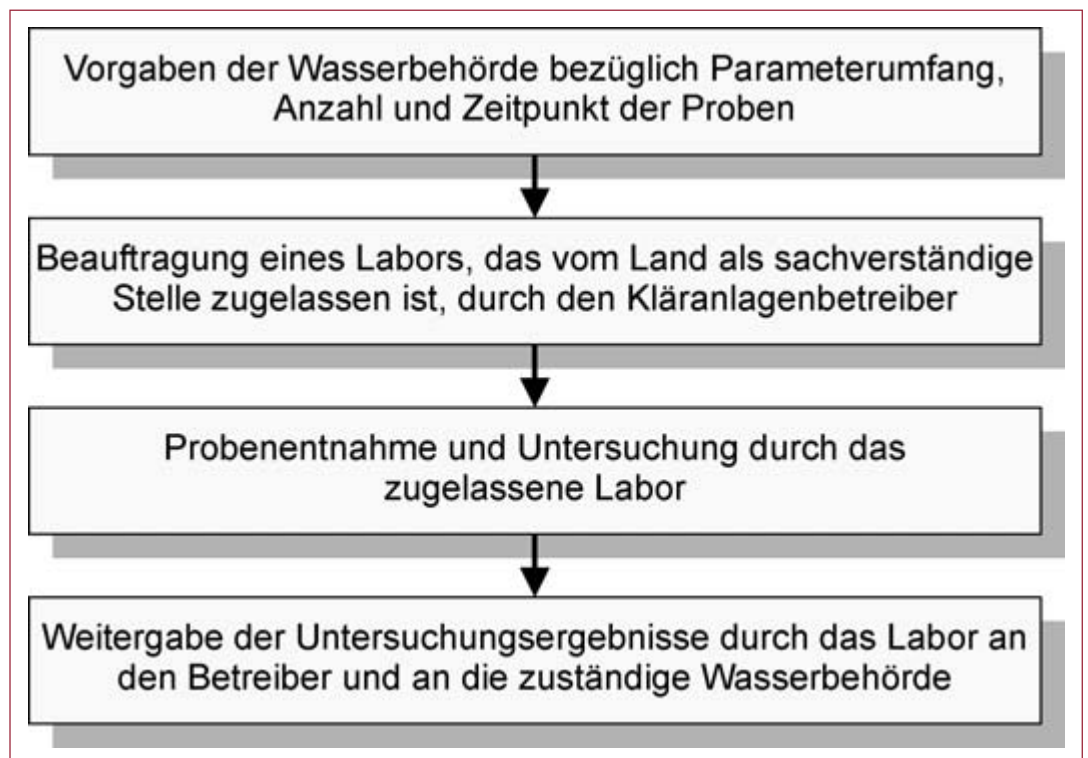 Vorgaben der Wasserbehörde bezüglich Parameterumfang,
Anzahl und Zeitpunkt der Proben
Beauftragung eines Labors, das vom Land als sachverständige
Stelle zugelassen ist, durch den Kläranlagenbetreiber
Probenentnahme und Untersuchung durch das
zugelassene Labor
Weitergabe der Untersuchungsergebnisse durch das Labor an
den Betreiber und an die zuständige Wasserbehörde